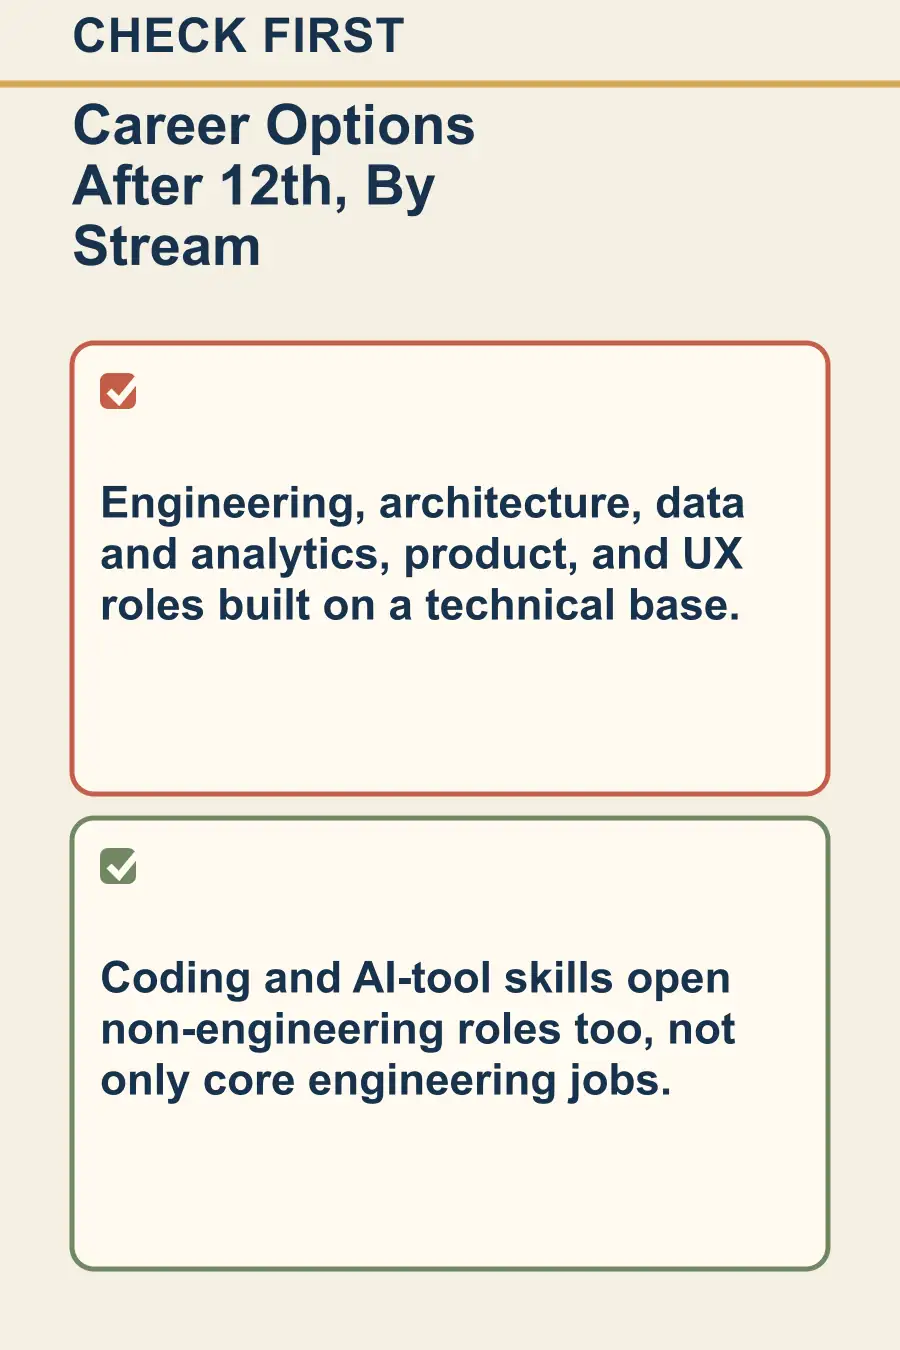 CHECK FIRST
Career Options
After 12th, By
Stream
Engineering, architecture, data
and analytics, product, and UX
roles built on a technical base.
Coding and AI-tool skills open
non-engineering roles too, not
only core engineering jobs.